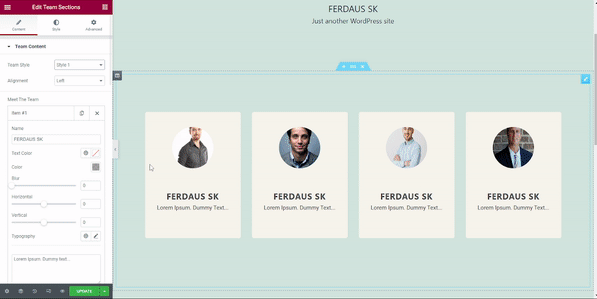 Edit Team Sections
Content
Style
Advanced
Team Content
Team Style
Style 1
Alignment
Left
Meet The Team
Item #1
Name
FERDAUS SK
Text Color
Color
Blur
0
Horizontal
0
Vertical
0
Typography
Lorem Ipsum. Dummy text..
UPDATE
FERDAUS SK
Just another WordPress site
FERDAUS SK
Lorem Ipsum. Dummy Text...
FERDAUS SK
Lorem Ipsum. Dummy Text...
FERDAUS SK
Lorem Ipsum. Dummy Text...
FERDAUS SK
Lorem Ipsum. Dummy Text...